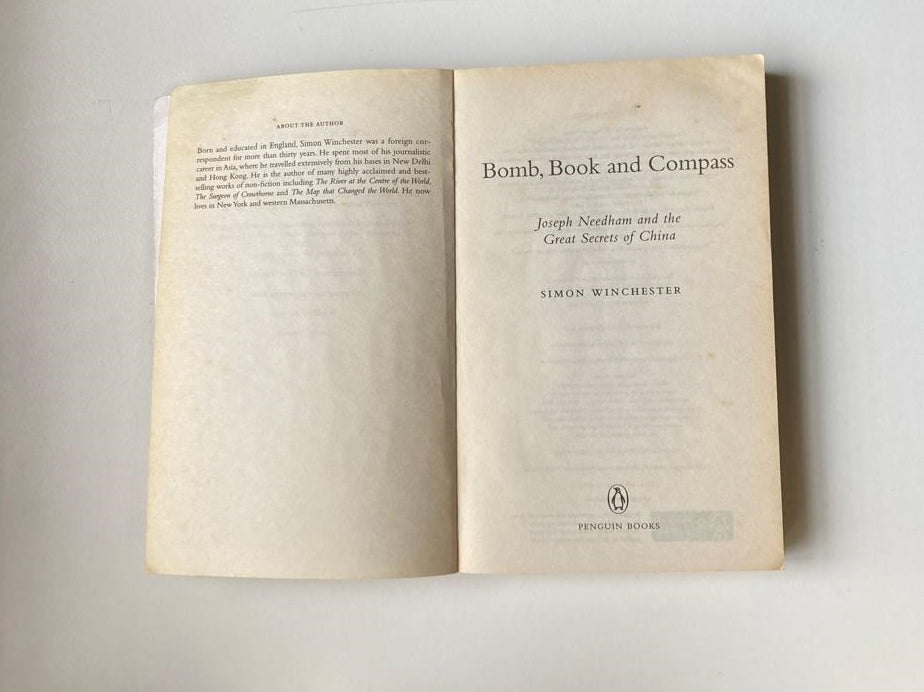 ABOUT THE AUTHOR
Born and educated in England, Simon Winchester was a foreign cor-
respondent for more than thirty years. He spent most of his journalistic
career in Asia, where he travelled extensively from his bases in New Delhi
and Hong Kong. He is the author of many highly acclaimed and best-
selling works of non-fiction including The River at the Centre of the World,
The Surgeon of Crowthorne and The Map that Changed the World. He now
lives in New York and western Massachusetts.
Bomb, Book and Compass
Joseph Needham and the
Great Secrets of China
SIMON WINCHESTER
PENGUIN BOOKS